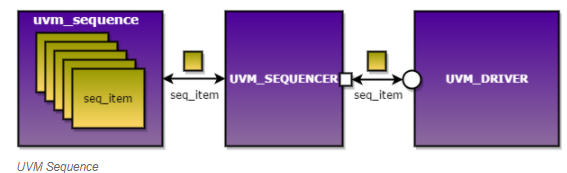 uvm_sequence
seq_item
seq_item
UVM_SEQUENCER
seq_item
UVM_DRIVER
UVM Sequence